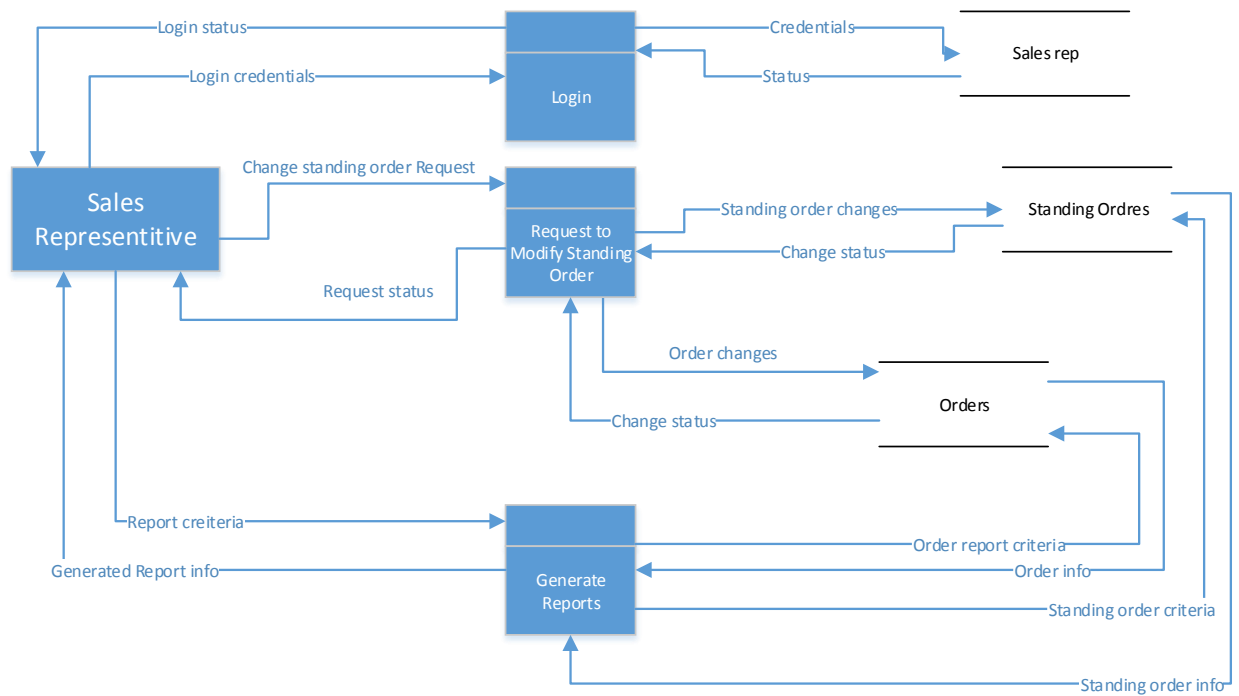 Login status
Credentials
Sales rep
Login credentials
Status
Login
Change standing order Request
Sales
Representitive
Standing order changes
Standing Ordres
Request to
Modify Standing
Order
Change status
Request status
Order changes
Orders
Change status
Report creiteria
Order report criteria
Generated Report info
Order info
Generate
Reports
Standing order criteria
Standing order info